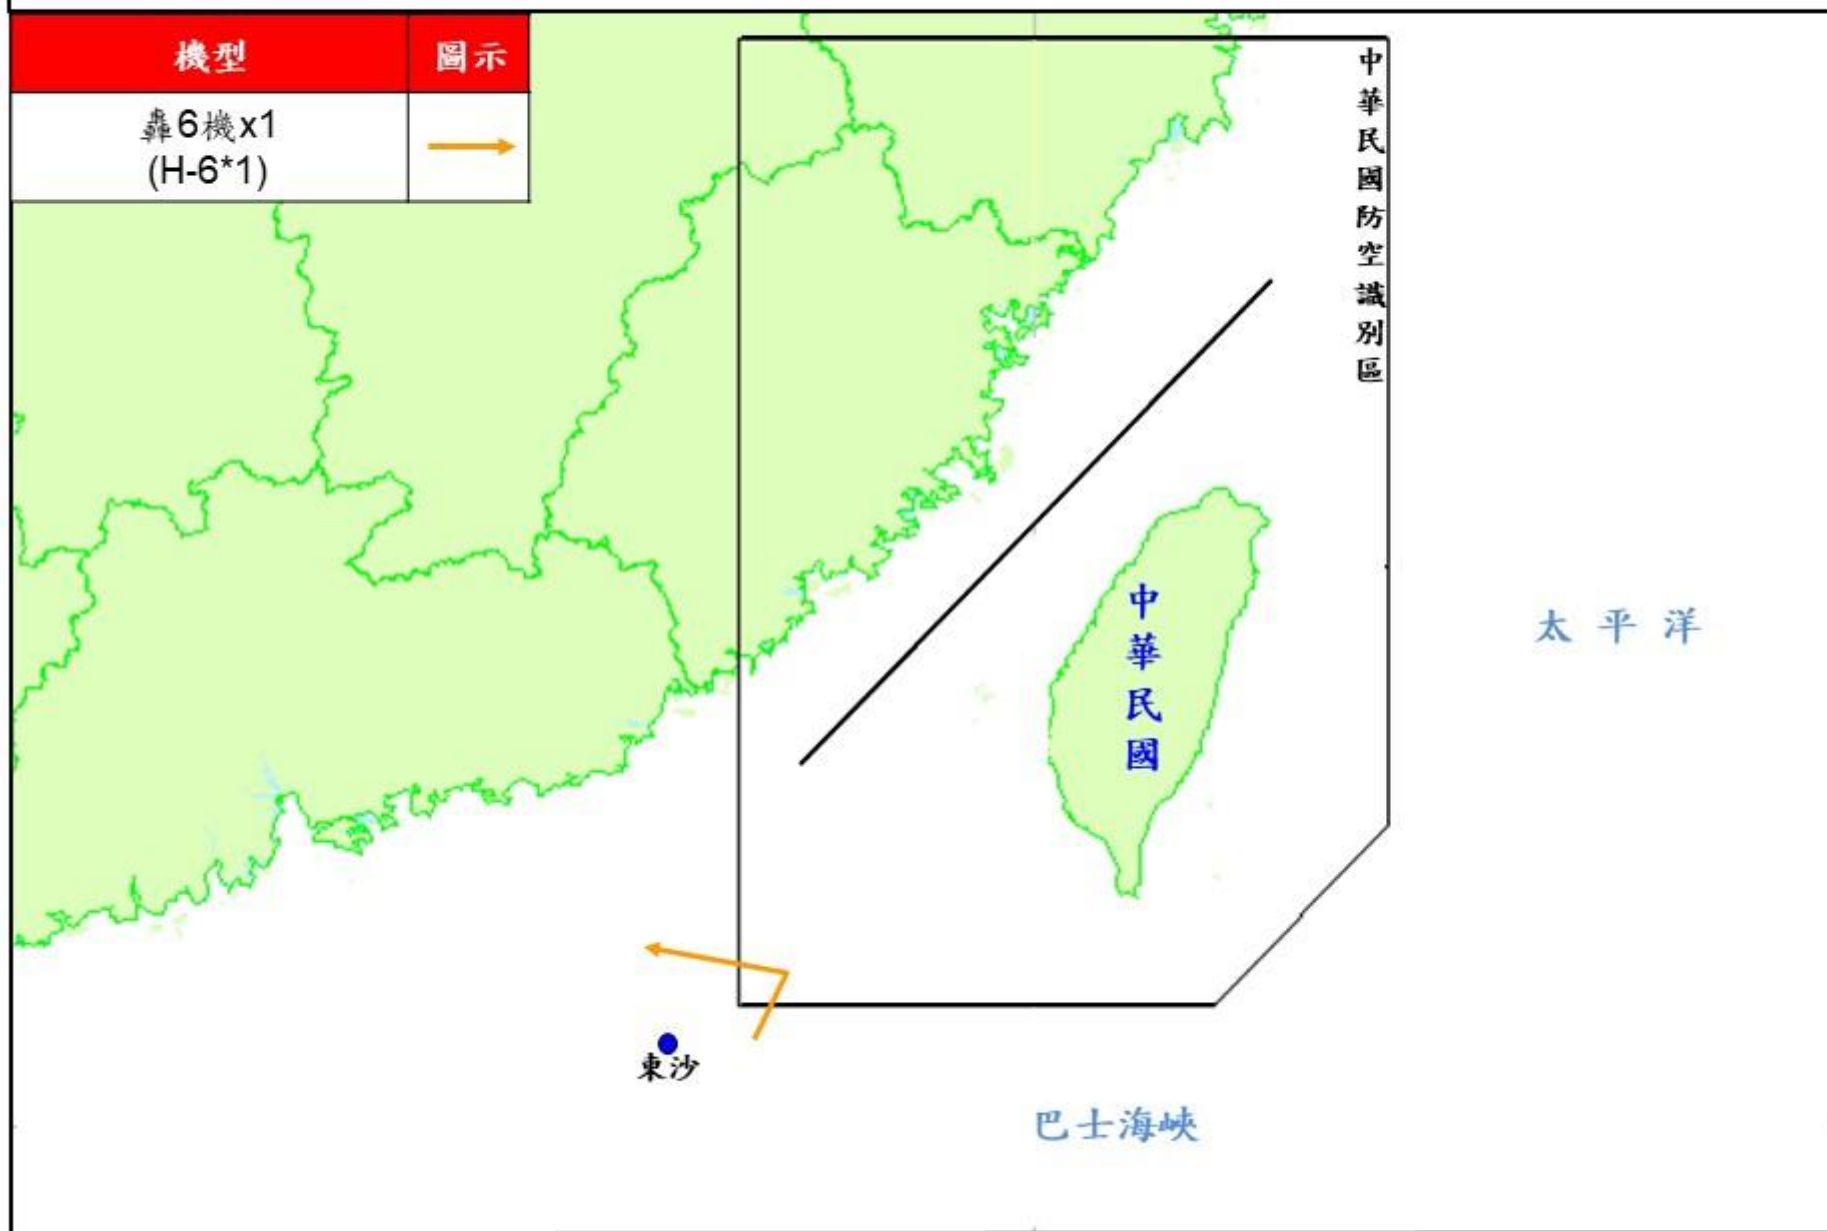 機型
圖示
轟6機x1
(H-6*1)
中華民國防空識別區
中華民國
太平洋
東沙
巴士海峽